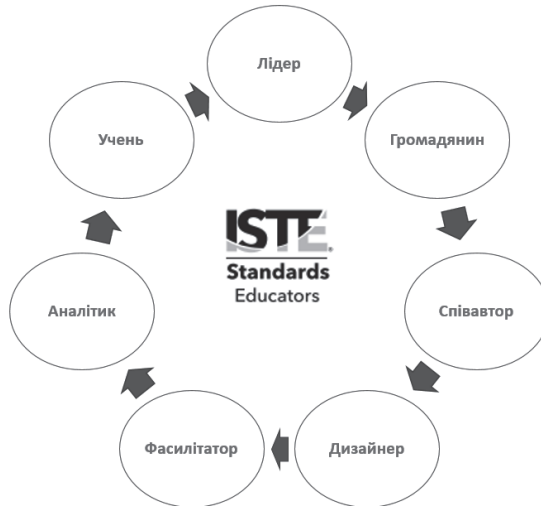 Лідер
Учень
Громадянин
ISTE®
Standards
Educators
Аналітик
Співавтор
Фасилітатор
Дизайнер